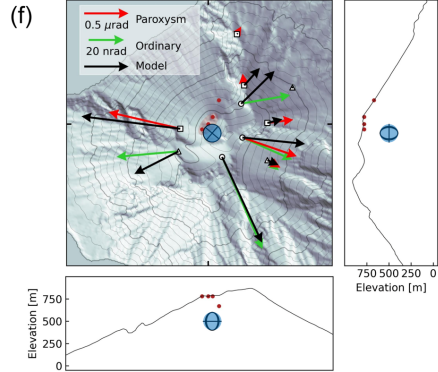 (f)
0.5 μrad Paroxysm
20 nrad Ordinary
Model
750 500 250 0
Elevation [m]
Elevation [m]
750
500
250
0